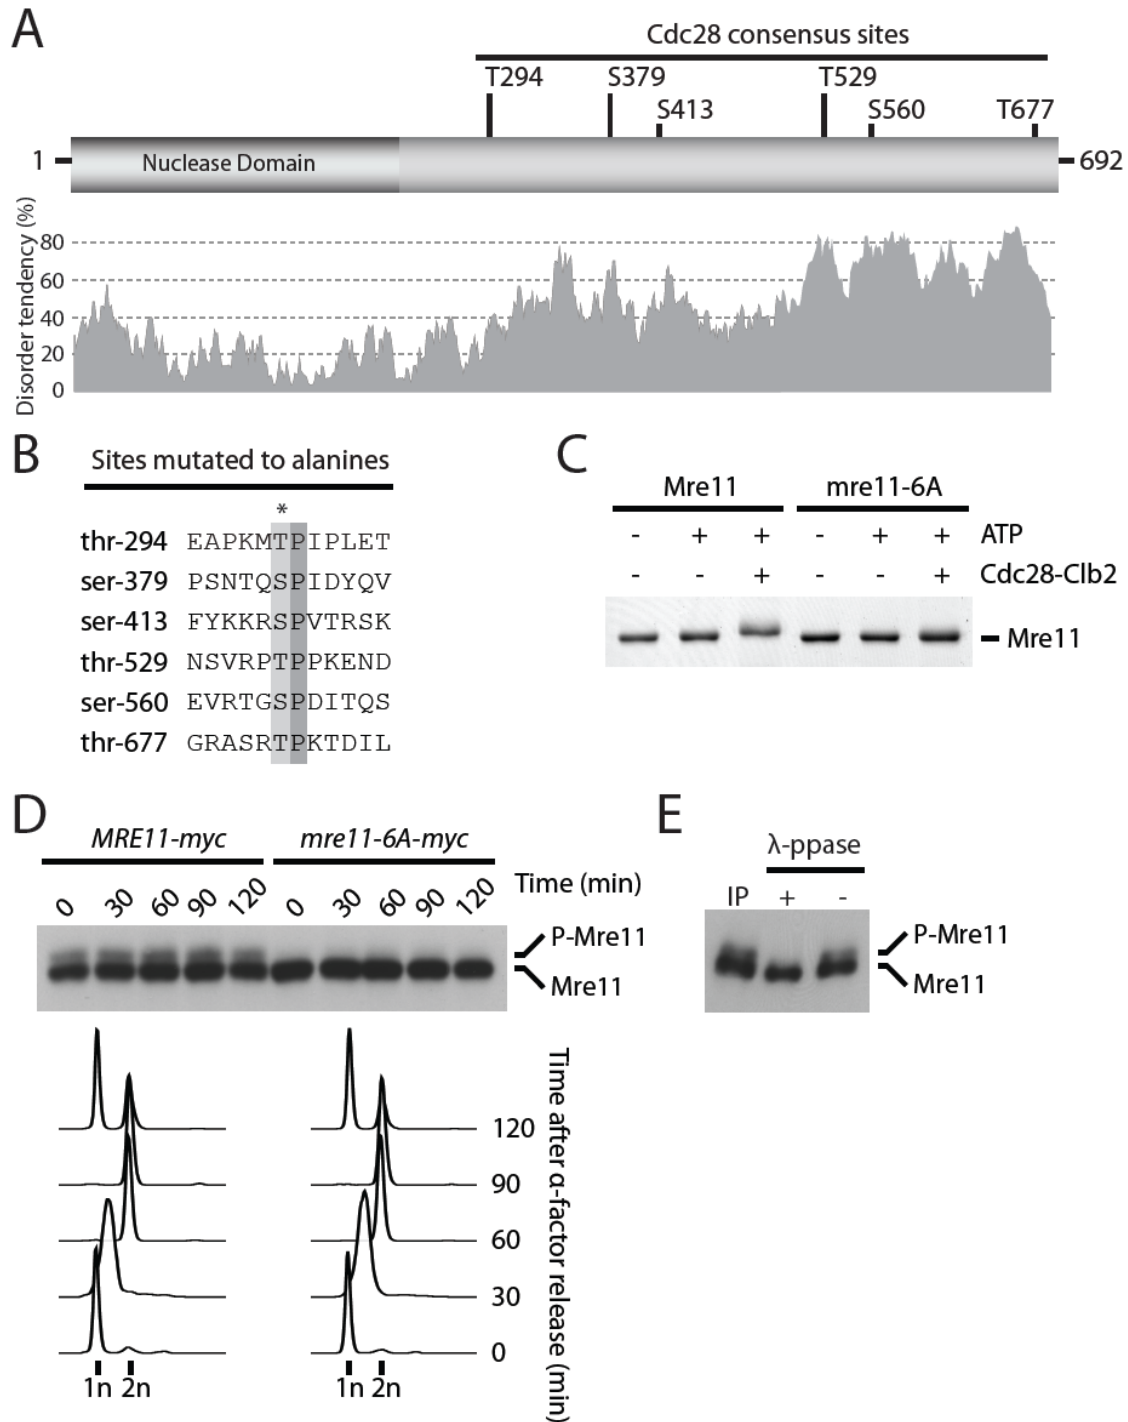 A
Cdc28 consensus sites
T294
S379
T529
S413
S560
T677
1
Nuclease Domain
692
Disorder tendency (%)
80
60
40
20
0
B
Sites mutated to alanines
*
thr-294 EAPKMTPIPLET
ser-379 PSNTQSPIDYQV
ser-413 FYKKRSPVTRSK
thr-529 NSVRPTPPKEND
ser-560 EVRTGSPDITQS
thr-677 GRASRTPKTDIL
C
Mre11 mre11-6A
- + + - + + ATP
- - + - - + Cdc28-Clb2
Mre11
D
MRE11-myc mre11-6A-myc
0 30 60 90 120 0 30 60 90 120 Time (min)
P-Mre11
Mre11
120
90
60
30
0
Time after α-factor release (min)
1n 2n 1n 2n
E
λ-ppase
IP + -
P-Mre11
Mre11